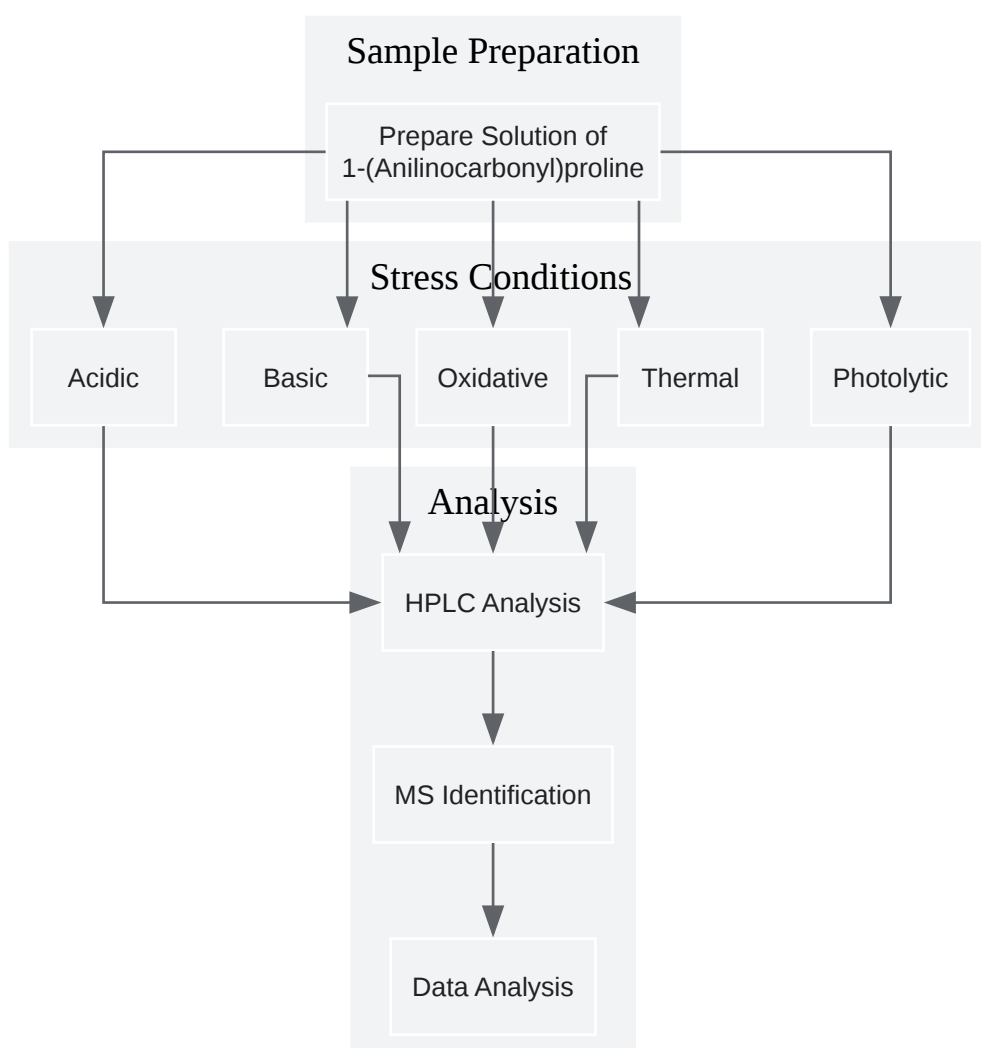 Sample Preparation
Prepare Solution of
1-(Anilinocarbonyl)proline
Stress Conditions
Acidic
Basic
Oxidative
Thermal
Photolytic
Analysis
HPLC Analysis
MS Identification
Data Analysis